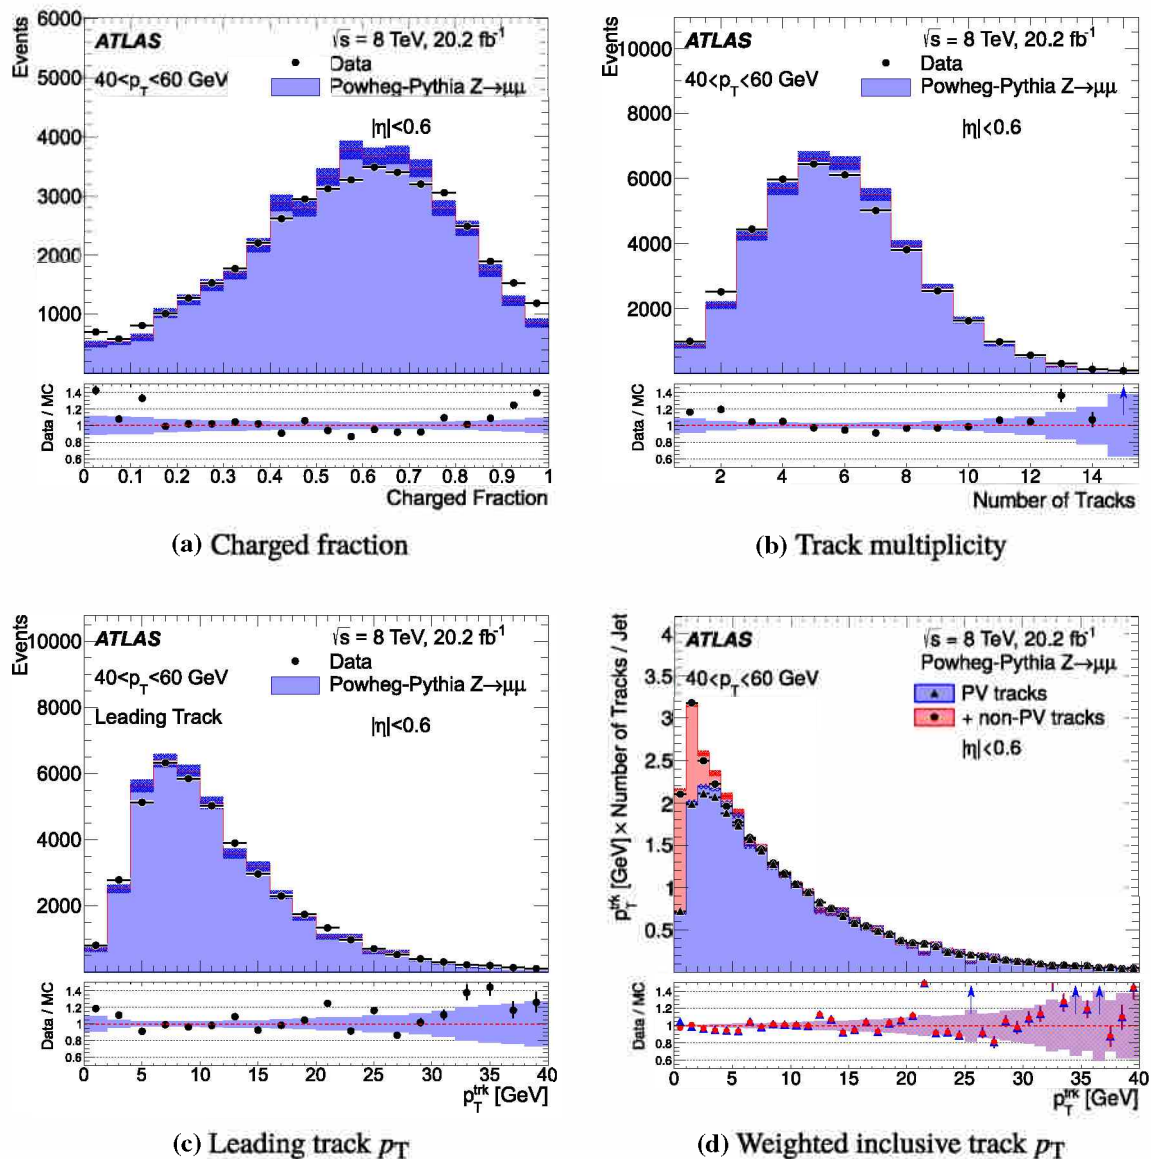 Events
6000
5000
4000
3000
2000
1000
ATLAS
√s = 8 TeV, 20.2 fb⁻¹
40<p_T<60 GeV
Data
Powheg-Pythia Z→μμ
|η|<0.6
Data / MC
1.4
1.2
1
0.8
0.6
0 0.1 0.2 0.3 0.4 0.5 0.6 0.7 0.8 0.9 1
Charged Fraction
(a) Charged fraction
Events
10000
8000
6000
4000
2000
ATLAS
√s = 8 TeV, 20.2 fb⁻¹
40<p_T<60 GeV
Data
Powheg-Pythia Z→μμ
|η|<0.6
Data / MC
1.4
1.2
1
0.8
0.6
2 4 6 8 10 12 14
Number of Tracks
(b) Track multiplicity
Events
10000
8000
6000
4000
2000
ATLAS
√s = 8 TeV, 20.2 fb⁻¹
40<p_T<60 GeV
Data
Powheg-Pythia Z→μμ
Leading Track
|η|<0.6
Data / MC
1.4
1.2
1
0.8
0.6
0 5 10 15 20 25 30 35 40
p_T^trk [GeV]
(c) Leading track p_T
p_T^trk [GeV] × Number of Tracks / Jet
4
3.5
3
2.5
2
1.5
1
0.5
ATLAS
√s = 8 TeV, 20.2 fb⁻¹
Powheg-Pythia Z→μμ
40<p_T<60 GeV
PV tracks
+ non-PV tracks
|η|<0.6
Data / MC
1.4
1.2
1
0.8
0.6
0 5 10 15 20 25 30 35 40
p_T^trk [GeV]
(d) Weighted inclusive track p_T